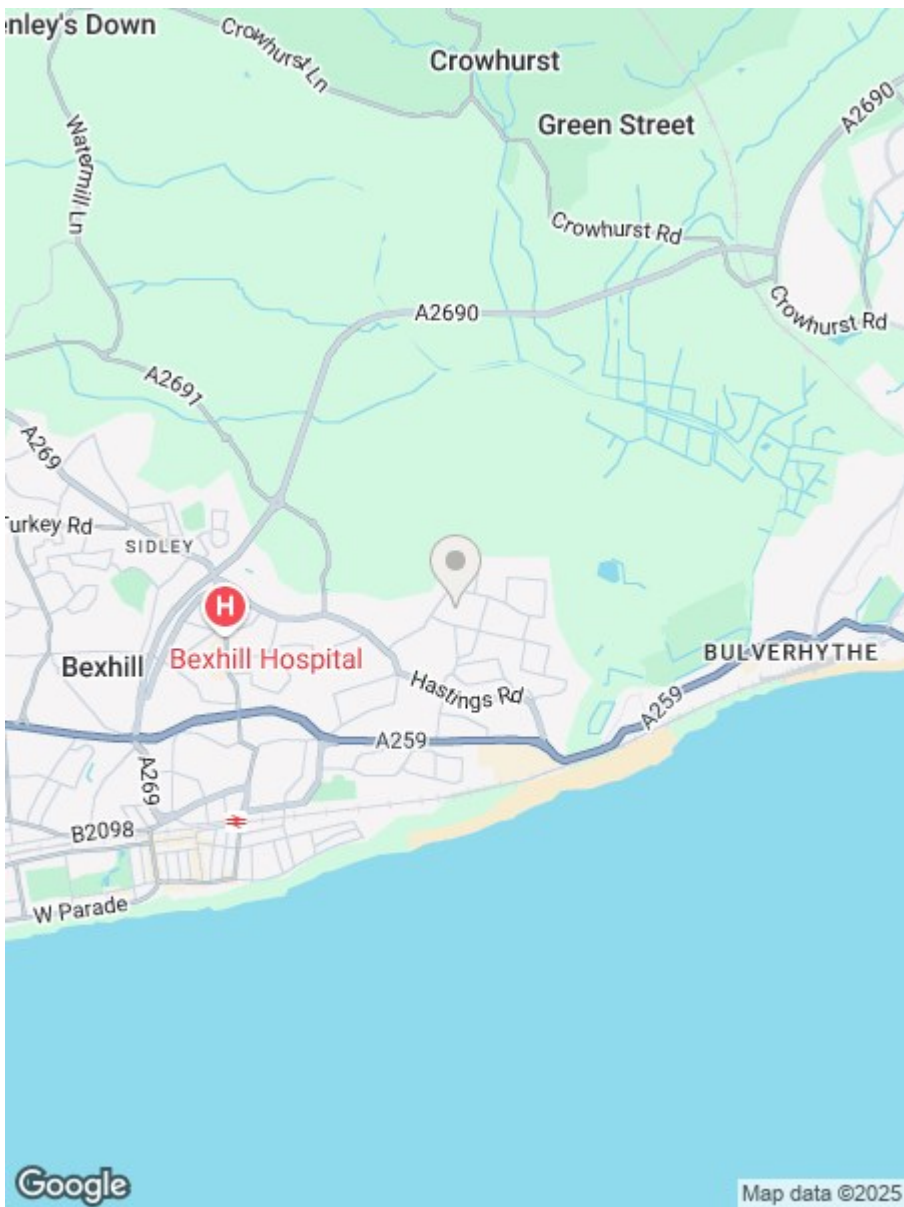 enley's Down
Crowhurst Ln
Crowhurst
Green Street
A2690
Watermill Ln
Crowhurst Rd
A2690
Crowhurst Rd
A2691
A269
Turkey Rd
SIDLEY
H
Bexhill Hospital
Bexhill
BULVERHYTHE
Hastings Rd
A259
A259
A269
B2098
W Parade
Google
Map data ©2025